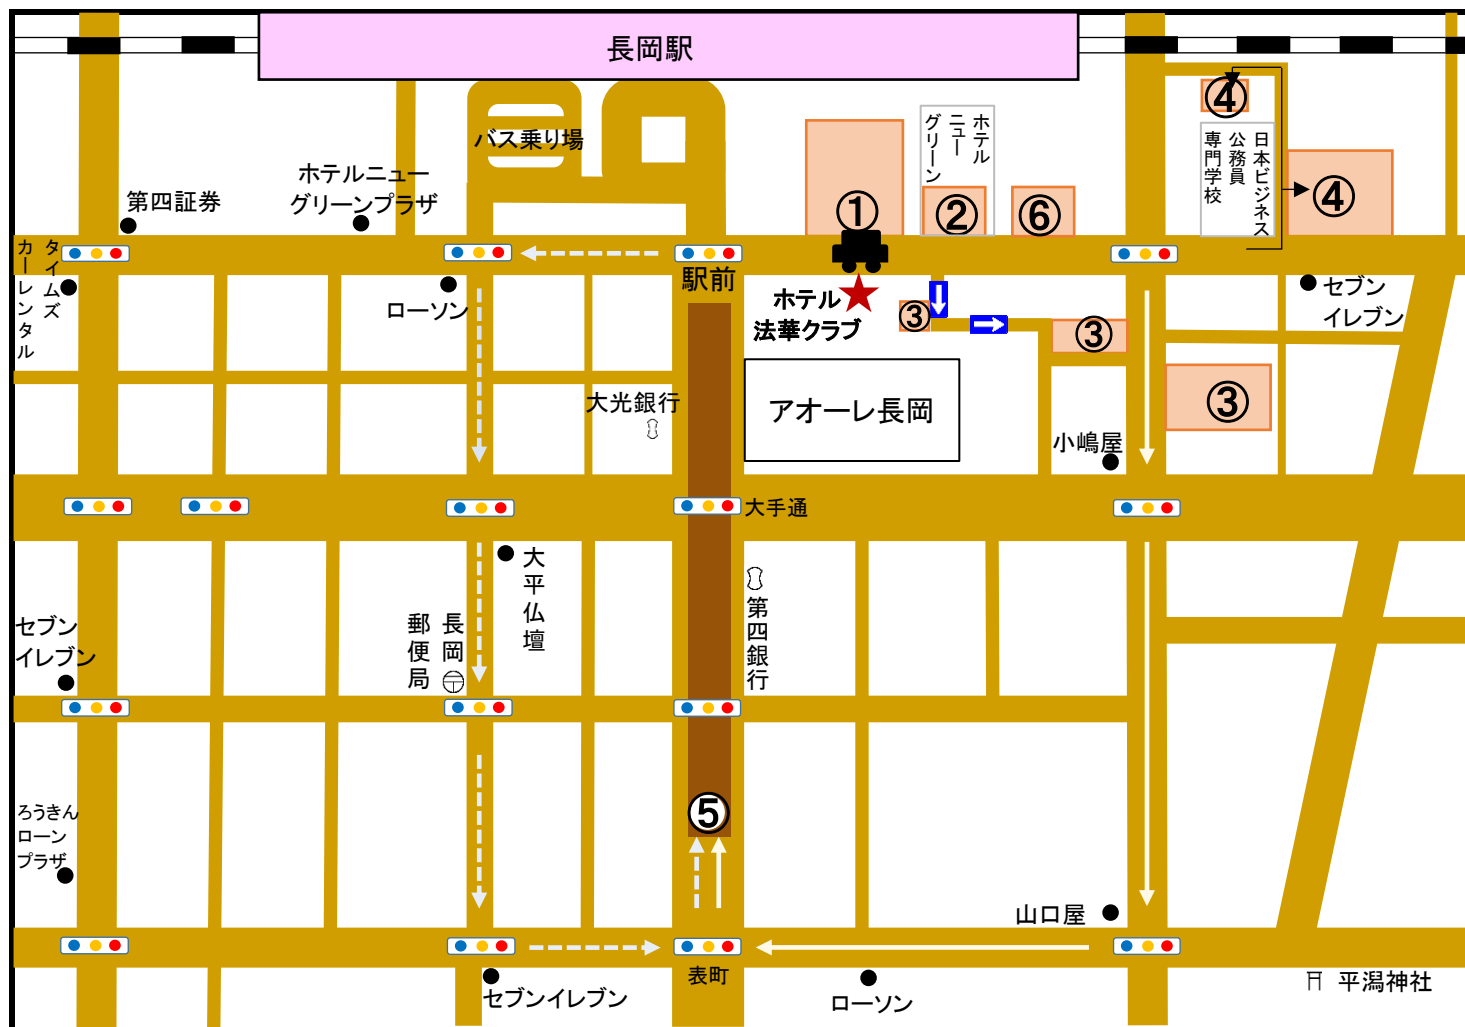 長岡駅
バス乗り場
ホテルニュー
グリーンプラザ
第四証券
タイムズ
カーレンタル
ローソン
駅前
①
ホテル
ニュー
グリーン
②
⑥
④
日本ビジネス
公務員
専門学校
④
ホテル
法華クラブ
③
③
③
セブン
イレブン
大光銀行
アオーレ長岡
小嶋屋
大手通
大平仏壇
長岡
郵便局
第四銀行
セブン
イレブン
⑤
ろうきん
ローン
プラザ
山口屋
表町
セブンイレブン
ローソン
平潟神社